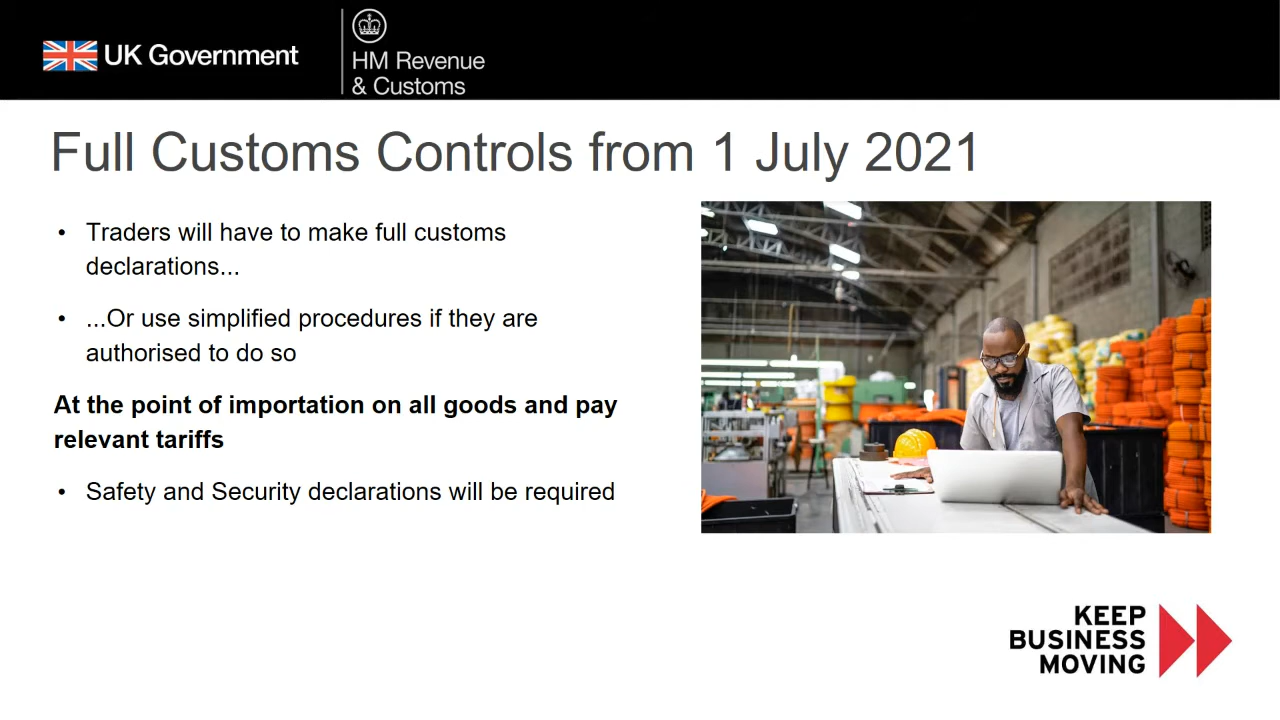 UK Government
HM Revenue
& Customs
Full Customs Controls from 1 July 2021
• Traders will have to make full customs
declarations...
• ...Or use simplified procedures if they are
authorised to do so
At the point of importation on all goods and pay
relevant tariffs
• Safety and Security declarations will be required
KEEP
BUSINESS
MOVING